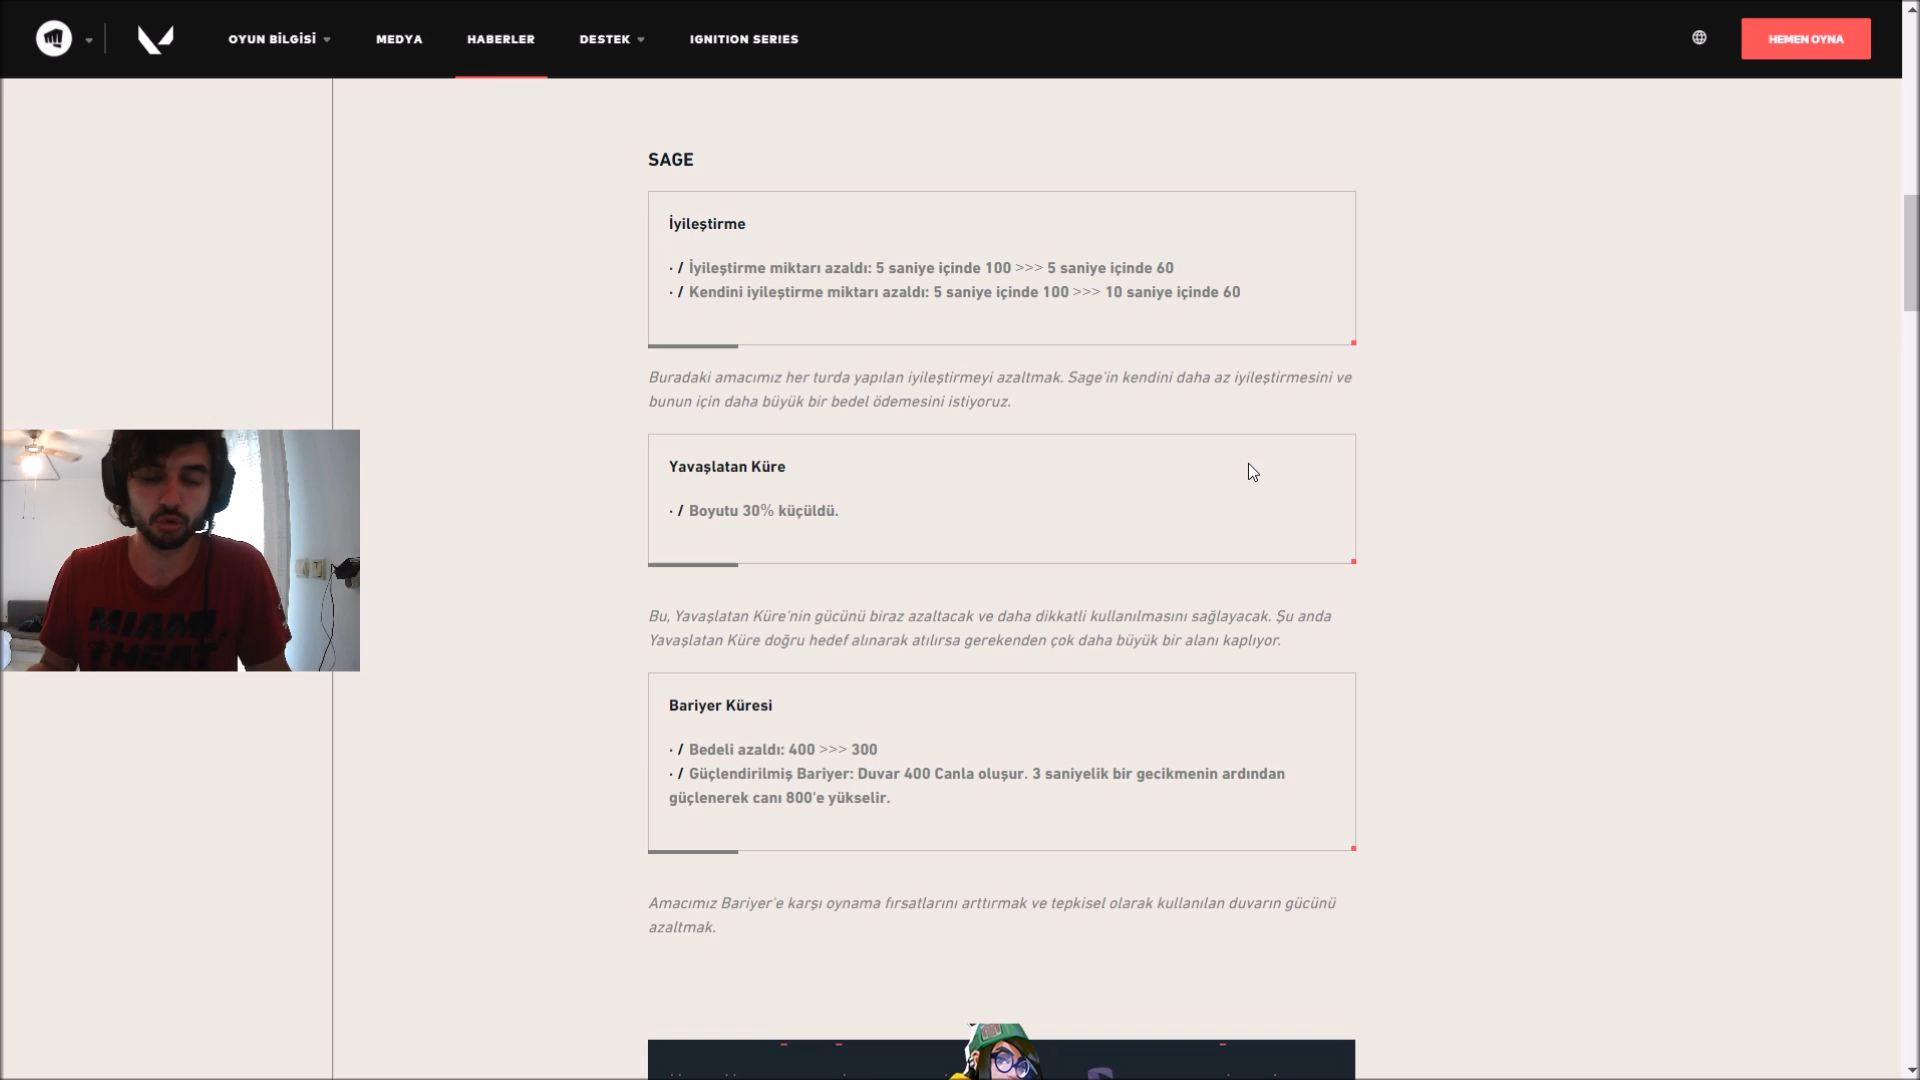 OYUN BİLGİSİ
MEDYA
HABERLER
DESTEK
IGNITION SERIES
HEMEN OYNA
SAGE
İyileştirme
· / İyileştirme miktarı azaldı: 5 saniye içinde 100 >>> 5 saniye içinde 60
· / Kendini iyileştirme miktarı azaldı: 5 saniye içinde 100 >>> 10 saniye içinde 60
Buradaki amacımız her turda yapılan iyileştirmeyi azaltmak. Sage'in kendini daha az iyileştirmesini ve
bunun için daha büyük bir bedel ödemesini istiyoruz.
Yavaşlatan Küre
· / Boyutu 30% küçüldü.
Bu, Yavaşlatan Küre'nin gücünü biraz azaltacak ve daha dikkatli kullanılmasını sağlayacak. Şu anda
Yavaşlatan Küre doğru hedef alınarak atılırsa gerekenden çok daha büyük bir alanı kaplıyor.
MIAMI
HEAT
Bariyer Küresi
· / Bedeli azaldı: 400 >>> 300
· / Güçlendirilmiş Bariyer: Duvar 400 Canla oluşur. 3 saniyelik bir gecikmenin ardından
güçlenerek canı 800'e yükselir.
Amacımız Bariyer'e karşı oynama fırsatlarını arttırmak ve tepkisel olarak kullanılan duvarın gücünü
azaltmak.